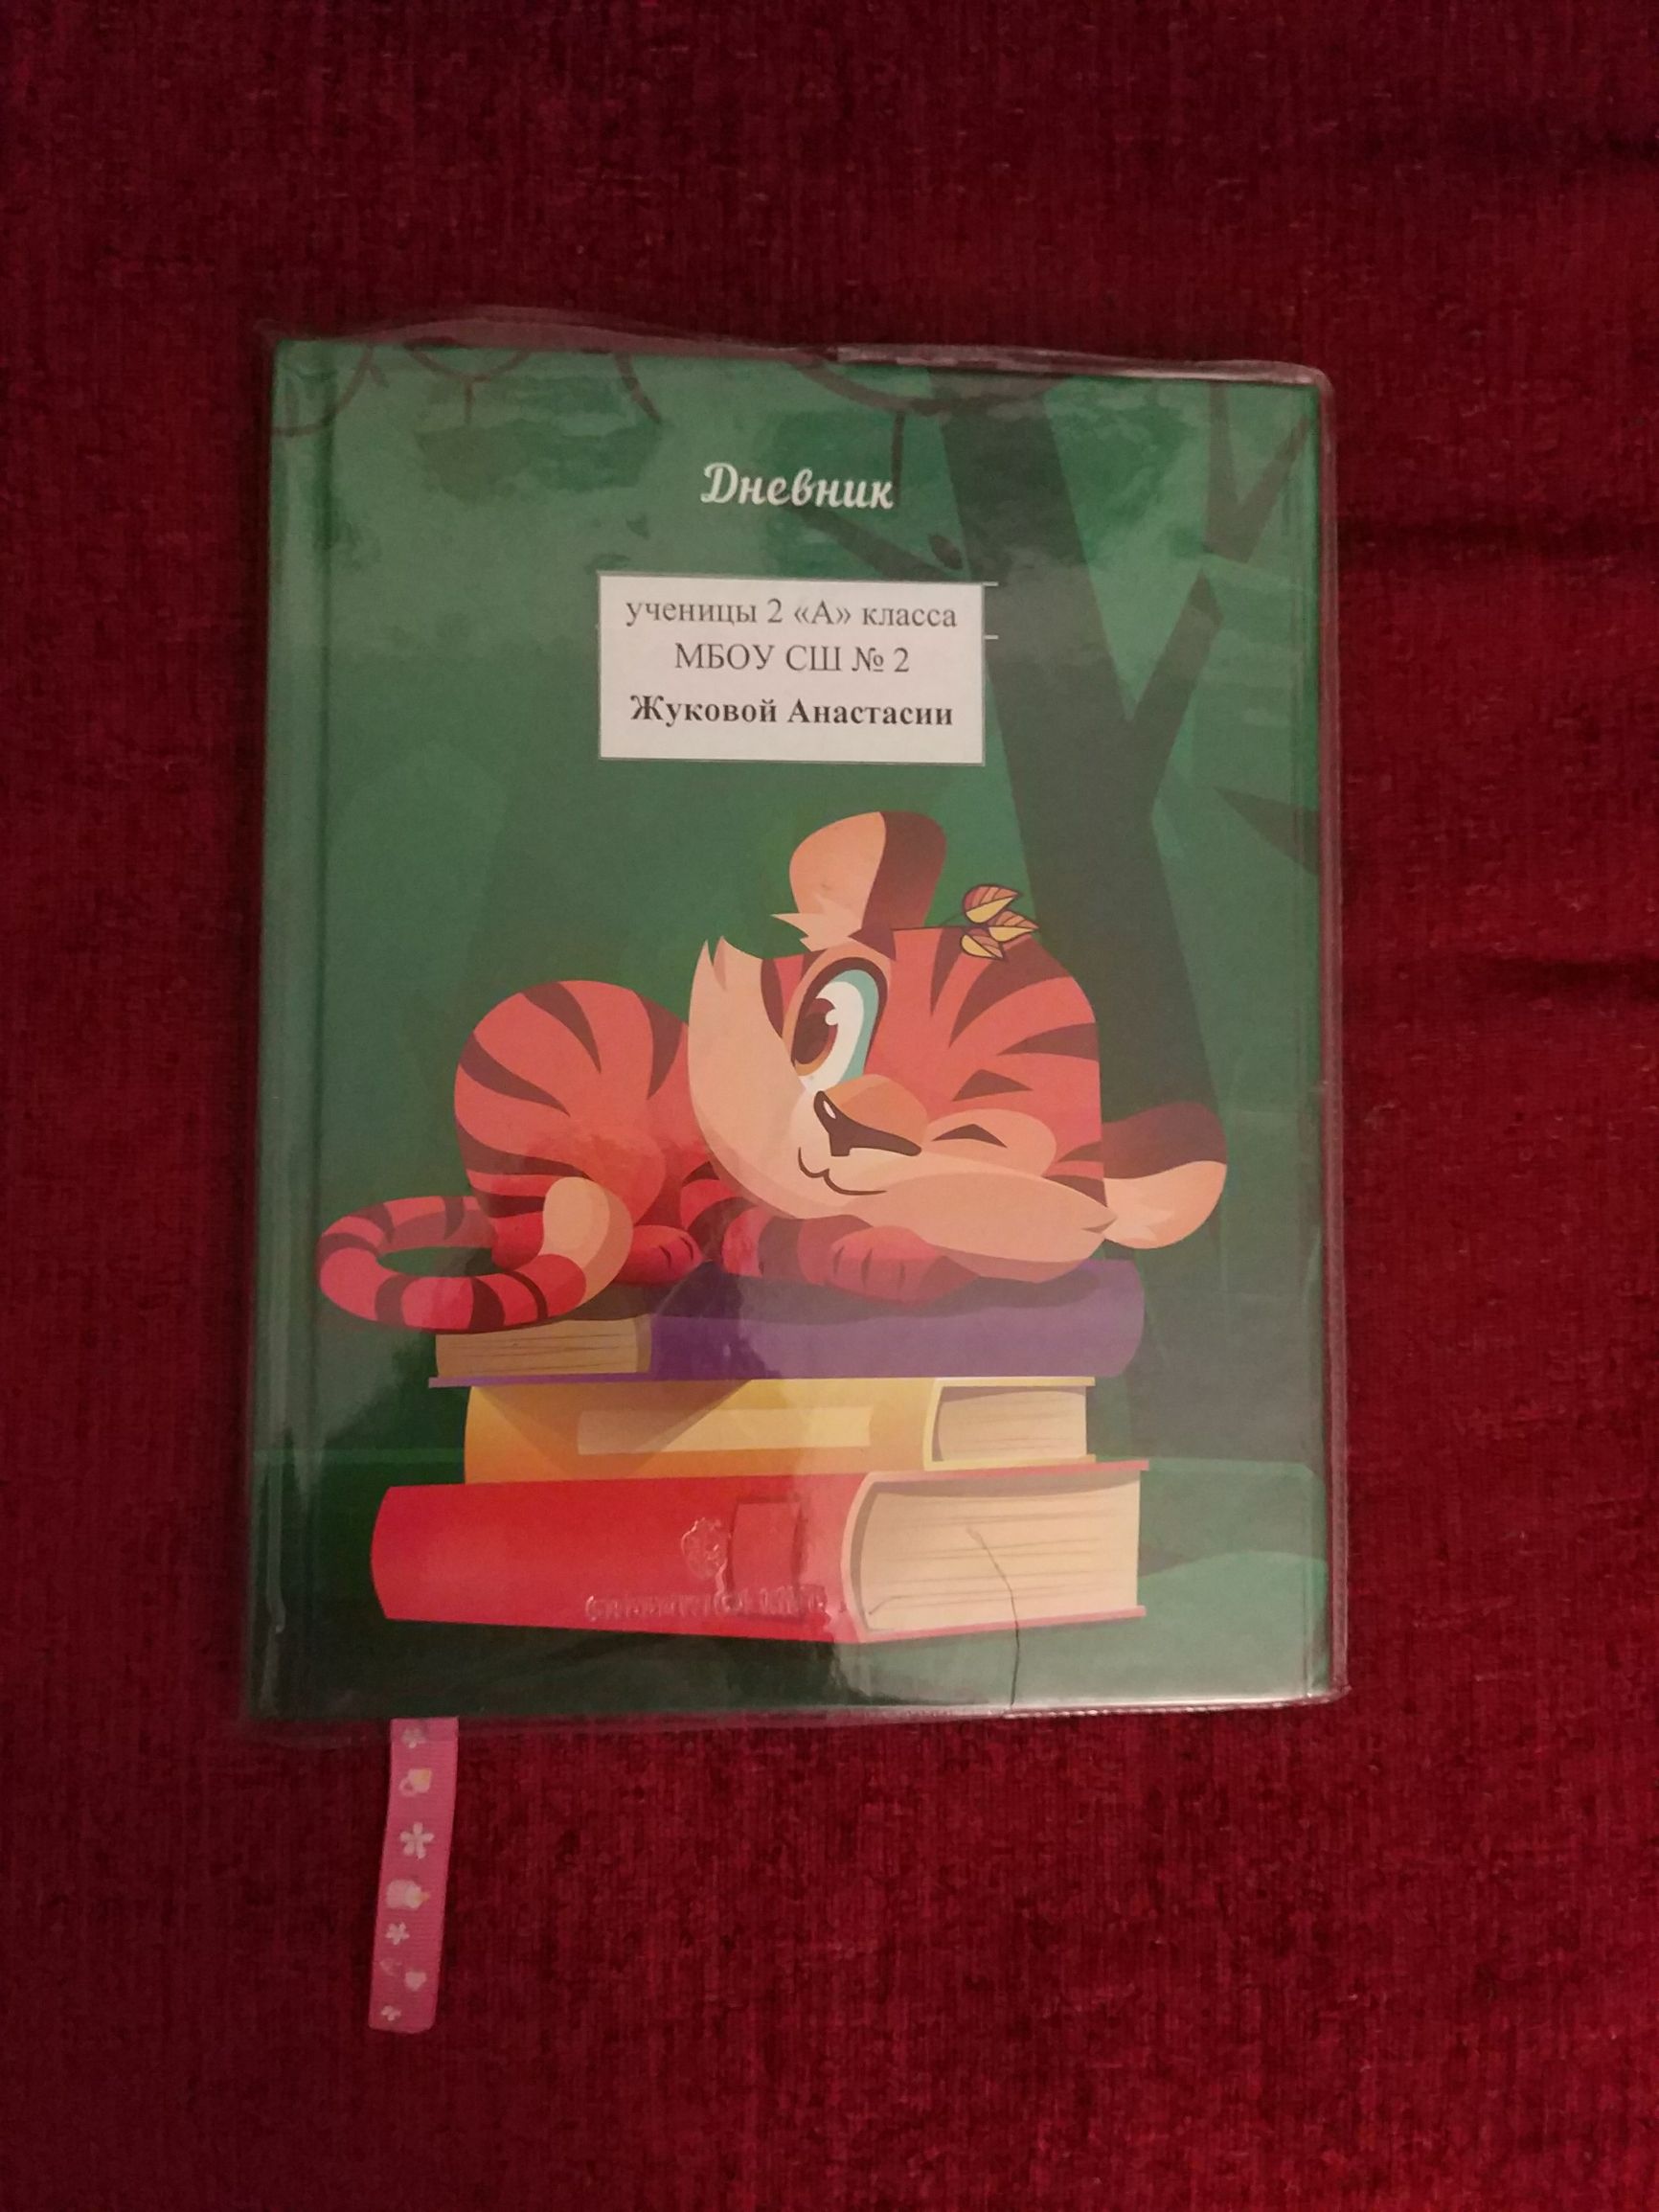 Дневник
ученицы 2 «А» класса
МБОУ СШ № 2
Жуковой Анастасии